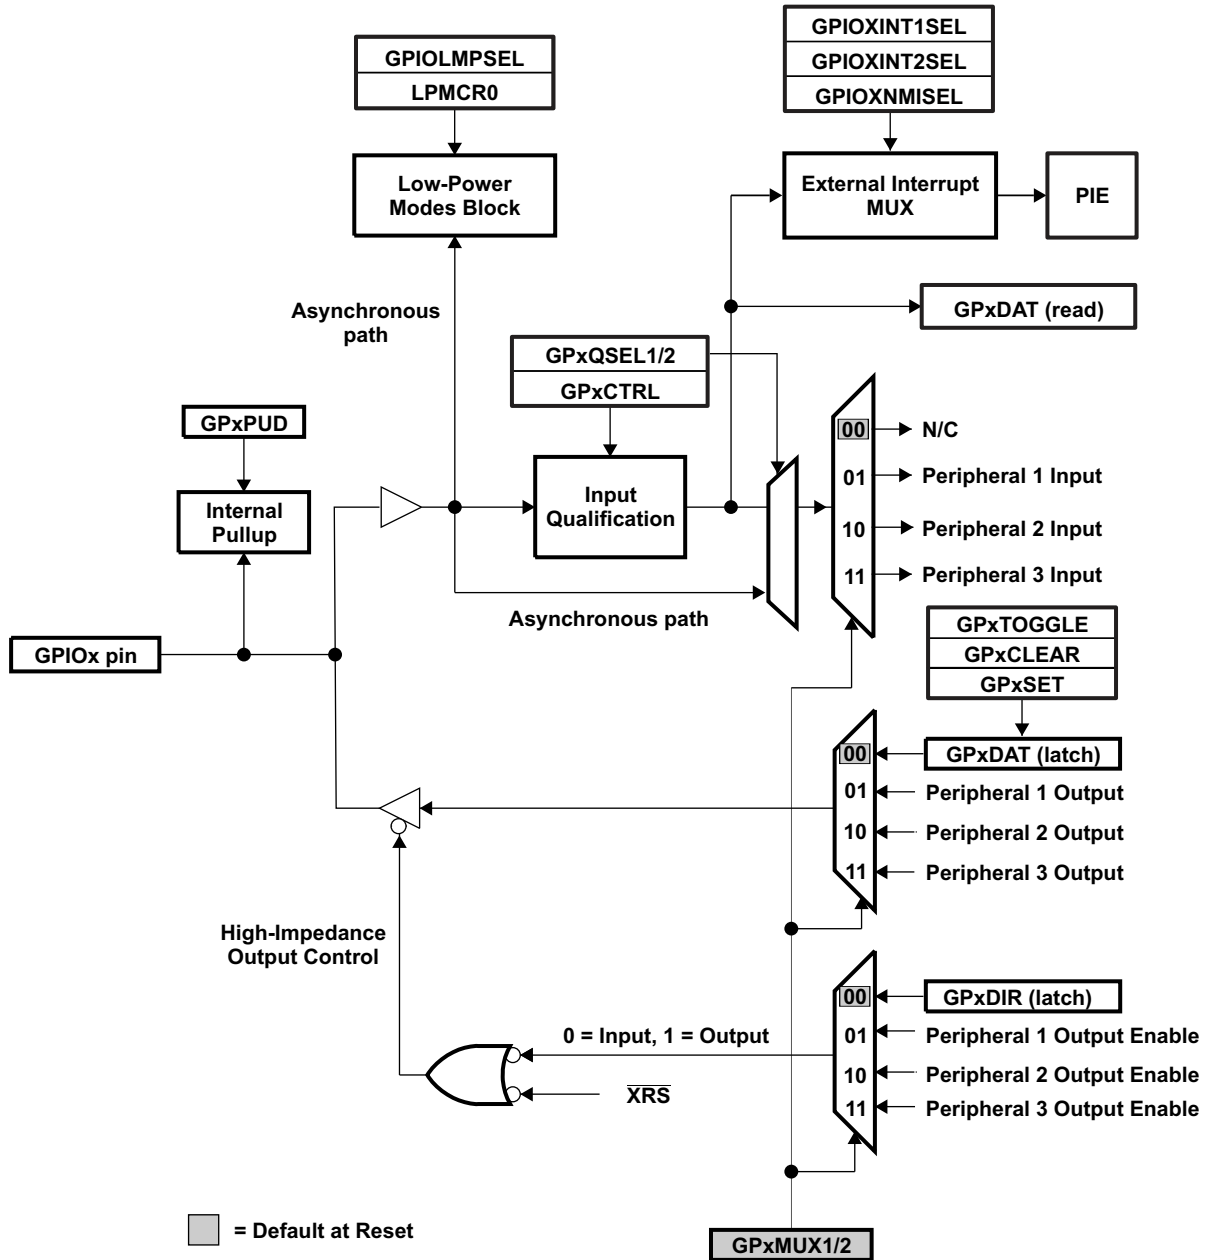 GPIOLMPSEL
LPMCR0
GPIOXINT1SEL
GPIOXINT2SEL
GPIOXNMISEL
Low-Power
Modes Block
External Interrupt
MUX
PIE
Asynchronous
path
GPxDAT (read)
GPxQSEL1/2
GPxCTRL
GPxPUD
Internal
Pullup
Input
Qualification
00
N/C
01
Peripheral 1 Input
10
Peripheral 2 Input
11
Peripheral 3 Input
Asynchronous path
GPIOx pin
GPxTOGGLE
GPxCLEAR
GPxSET
00
GPxDAT (latch)
01
Peripheral 1 Output
10
Peripheral 2 Output
11
Peripheral 3 Output
High-Impedance
Output Control
00
GPxDIR (latch)
0 = Input, 1 = Output
01
Peripheral 1 Output Enable
10
Peripheral 2 Output Enable
XRS
11
Peripheral 3 Output Enable
= Default at Reset
GPxMUX1/2